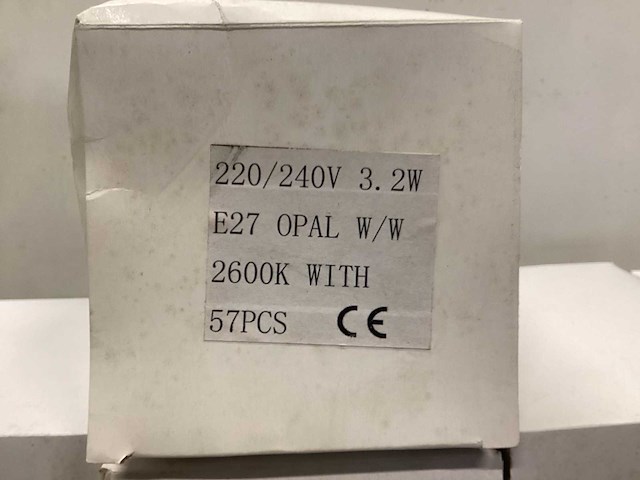 220/240V 3.2W
E27 OPAL W/W
2600K WITH
57PCS CE